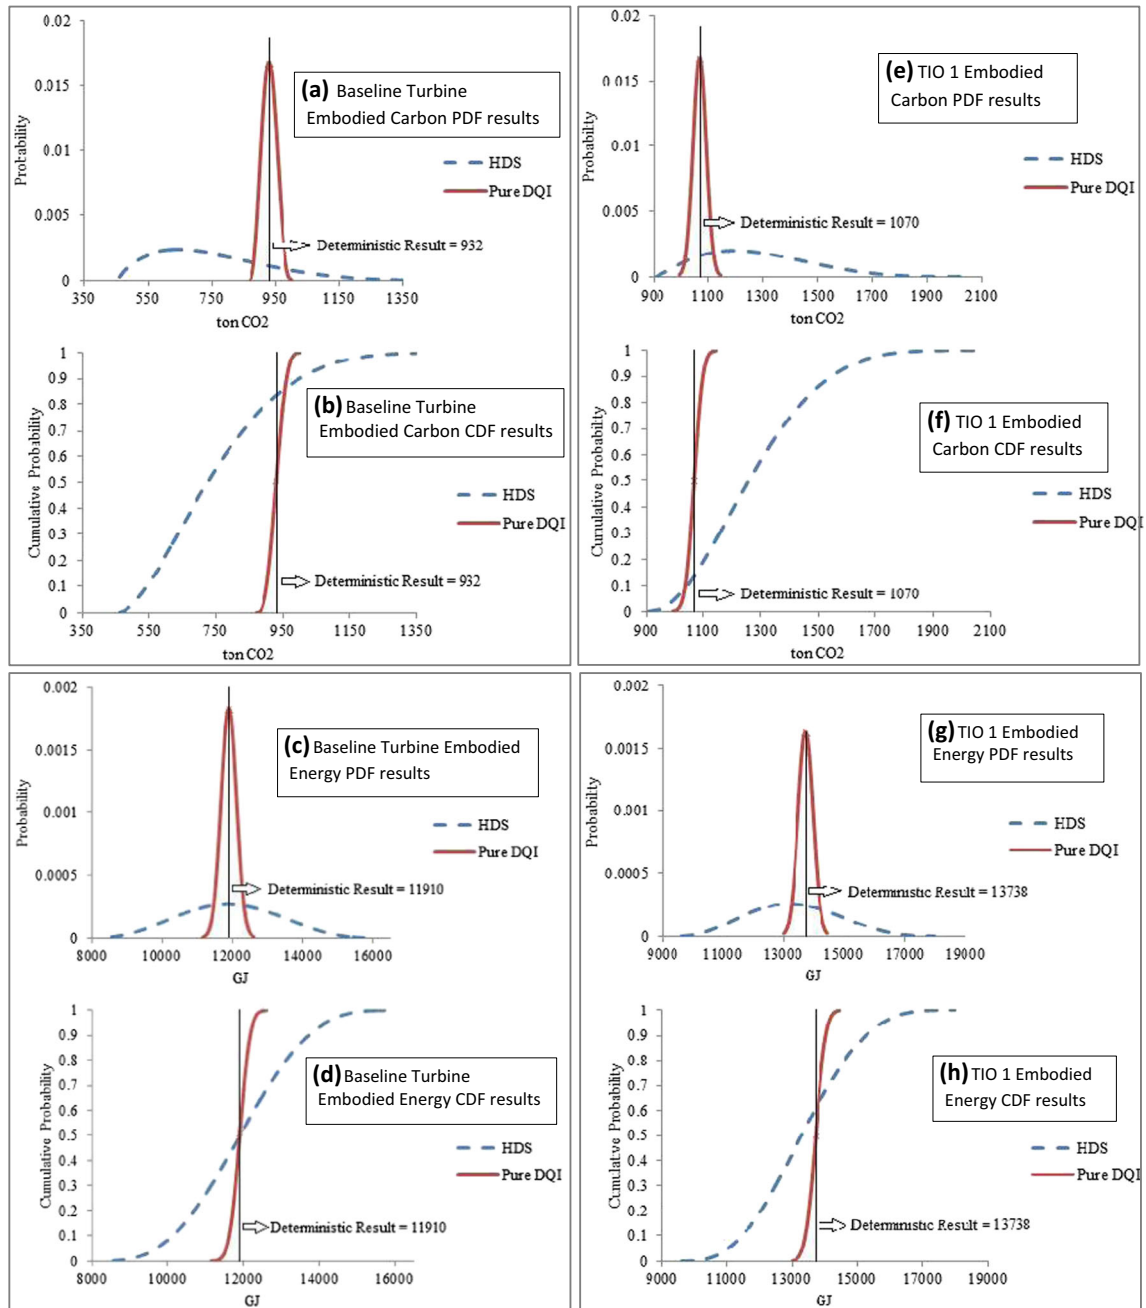 0.02
0.015
0.01
0.005
0
Probability
(a) Baseline Turbine
Embodied Carbon PDF results
HDS
Pure DQI
Deterministic Result = 932
350 550 750 950 1150 1350
ton CO2
1
0.9
0.8
0.7
0.6
0.5
0.4
0.3
0.2
0.1
0
Cumulative Probability
(b) Baseline Turbine
Embodied Carbon CDF results
HDS
Pure DQI
Deterministic Result = 932
350 550 750 950 1150 1350
ton CO2
0.002
0.0015
0.001
0.0005
0
Probability
(c) Baseline Turbine Embodied
Energy PDF results
HDS
Pure DQI
Deterministic Result = 11910
8000 10000 12000 14000 16000
GJ
1
0.9
0.8
0.7
0.6
0.5
0.4
0.3
0.2
0.1
0
Cumulative Probability
(d) Baseline Turbine
Embodied Energy CDF results
HDS
Pure DQI
Deterministic Result = 11910
8000 10000 12000 14000 16000
GJ
0.02
0.015
0.01
0.005
0
Probability
(e) TIO 1 Embodied
Carbon PDF results
HDS
Pure DQI
Deterministic Result = 1070
900 1100 1300 1500 1700 1900 2100
ton CO2
1
0.9
0.8
0.7
0.6
0.5
0.4
0.3
0.2
0.1
0
Cumulative Probability
(f) TIO 1 Embodied
Carbon CDF results
HDS
Pure DQI
Deterministic Result = 1070
900 1100 1300 1500 1700 1900 2100
ton CO2
0.002
0.0015
0.001
0.0005
0
Probability
(g) TIO 1 Embodied
Energy PDF results
HDS
Pure DQI
Deterministic Result = 13738
9000 11000 13000 15000 17000 19000
GJ
1
0.9
0.8
0.7
0.6
0.5
0.4
0.3
0.2
0.1
0
Cumulative Probability
(h) TIO 1 Embodied
Energy CDF results
HDS
Pure DQI
Deterministic Result = 13738
9000 11000 13000 15000 17000 19000
GJ